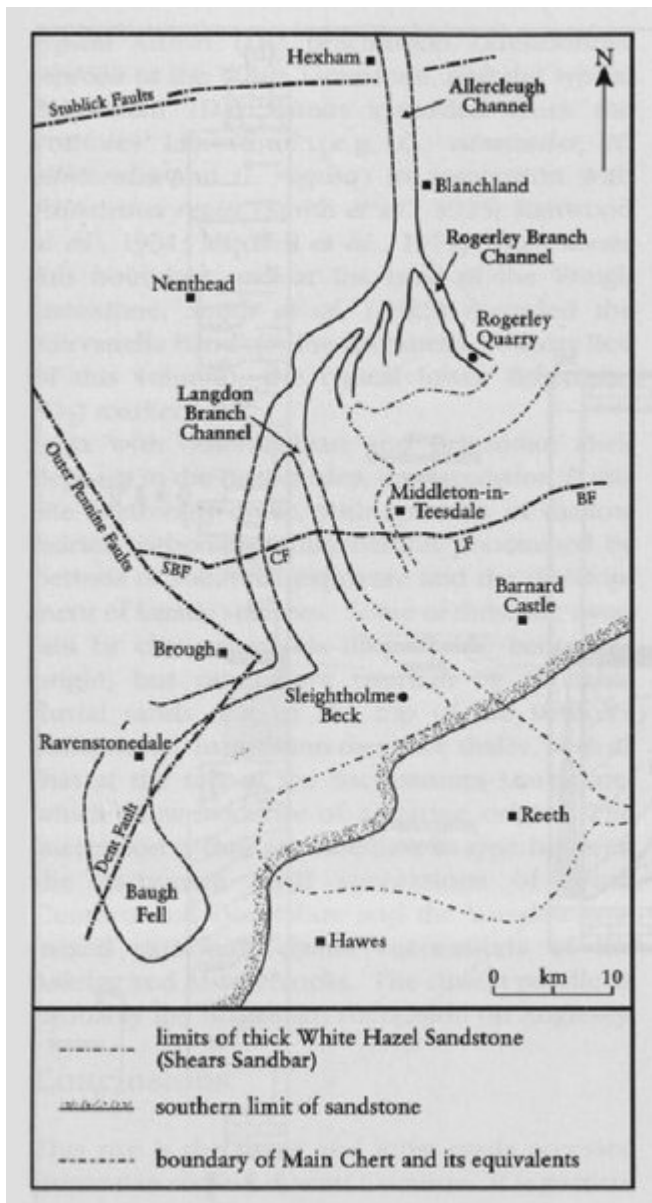 Hexham
N
Allercleugh
Channel
Stublick Faults
Blanchland
Rogerley Branch
Channel
Nenthead
Rogerley
Quarry
Langdon
Branch
Channel
Outer Pennine Faults
Middleton-in-
Teesdale
BF
LF
CF
SBF
Barnard
Castle
Brough
Sleightholme
Beck
Ravenstonedale
Dent Fault
Reeth
Baugh
Fell
Hawes
0 km 10
limits of thick White Hazel Sandstone
(Shears Sandbar)
southern limit of sandstone
boundary of Main Chert and its equivalents